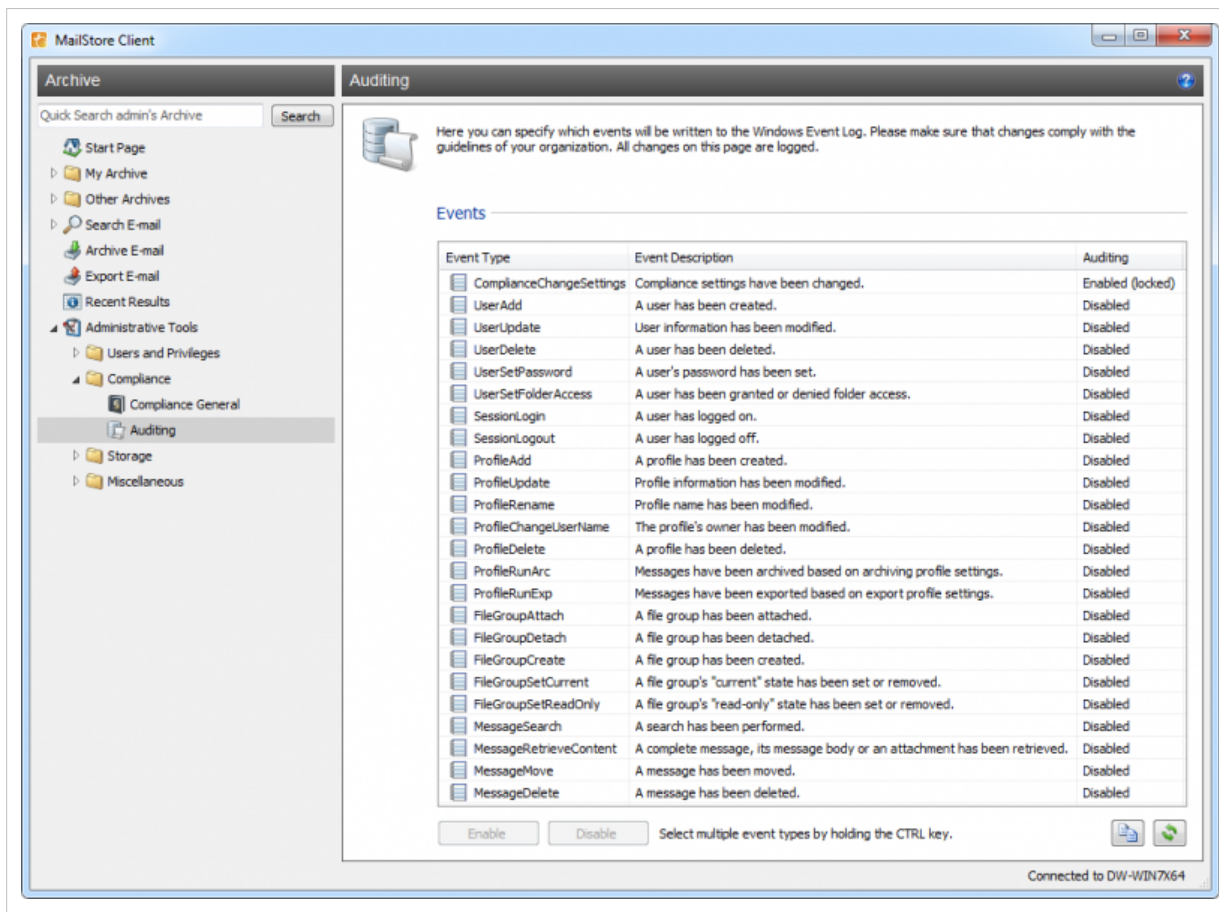 MailStore Client
Archive
Quick Search admin's Archive
Search
Start Page
My Archive
Other Archives
Search E-mail
Archive E-mail
Export E-mail
Recent Results
Administrative Tools
Users and Privileges
Compliance
Compliance General
Auditing
Storage
Miscellaneous
Auditing
Here you can specify which events will be written to the Windows Event Log. Please make sure that changes comply with the
guidelines of your organization. All changes on this page are logged.
Events
Event Type Event Description Auditing
ComplianceChangeSettings Compliance settings have been changed. Enabled (locked)
UserAdd A user has been created. Disabled
UserUpdate User information has been modified. Disabled
UserDelete A user has been deleted. Disabled
UserSetPassword A user's password has been set. Disabled
UserSetFolderAccess A user has been granted or denied folder access. Disabled
SessionLogin A user has logged on. Disabled
SessionLogout A user has logged off. Disabled
ProfileAdd A profile has been created. Disabled
ProfileUpdate Profile information has been modified. Disabled
ProfileRename Profile name has been modified. Disabled
ProfileChangeUserName The profile's owner has been modified. Disabled
ProfileDelete A profile has been deleted. Disabled
ProfileRunArc Messages have been archived based on archiving profile settings. Disabled
ProfileRunExp Messages have been exported based on export profile settings. Disabled
FileGroupAttach A file group has been attached. Disabled
FileGroupDetach A file group has been detached. Disabled
FileGroupCreate A file group has been created. Disabled
FileGroupSetCurrent A file group's "current" state has been set or removed. Disabled
FileGroupSetReadOnly A file group's "read-only" state has been set or removed. Disabled
MessageSearch A search has been performed. Disabled
MessageRetrieveContent A complete message, its message body or an attachment has been retrieved. Disabled
MessageMove A message has been moved. Disabled
MessageDelete A message has been deleted. Disabled
Enable Disable Select multiple event types by holding the CTRL key.
Connected to DW-WIN7X64